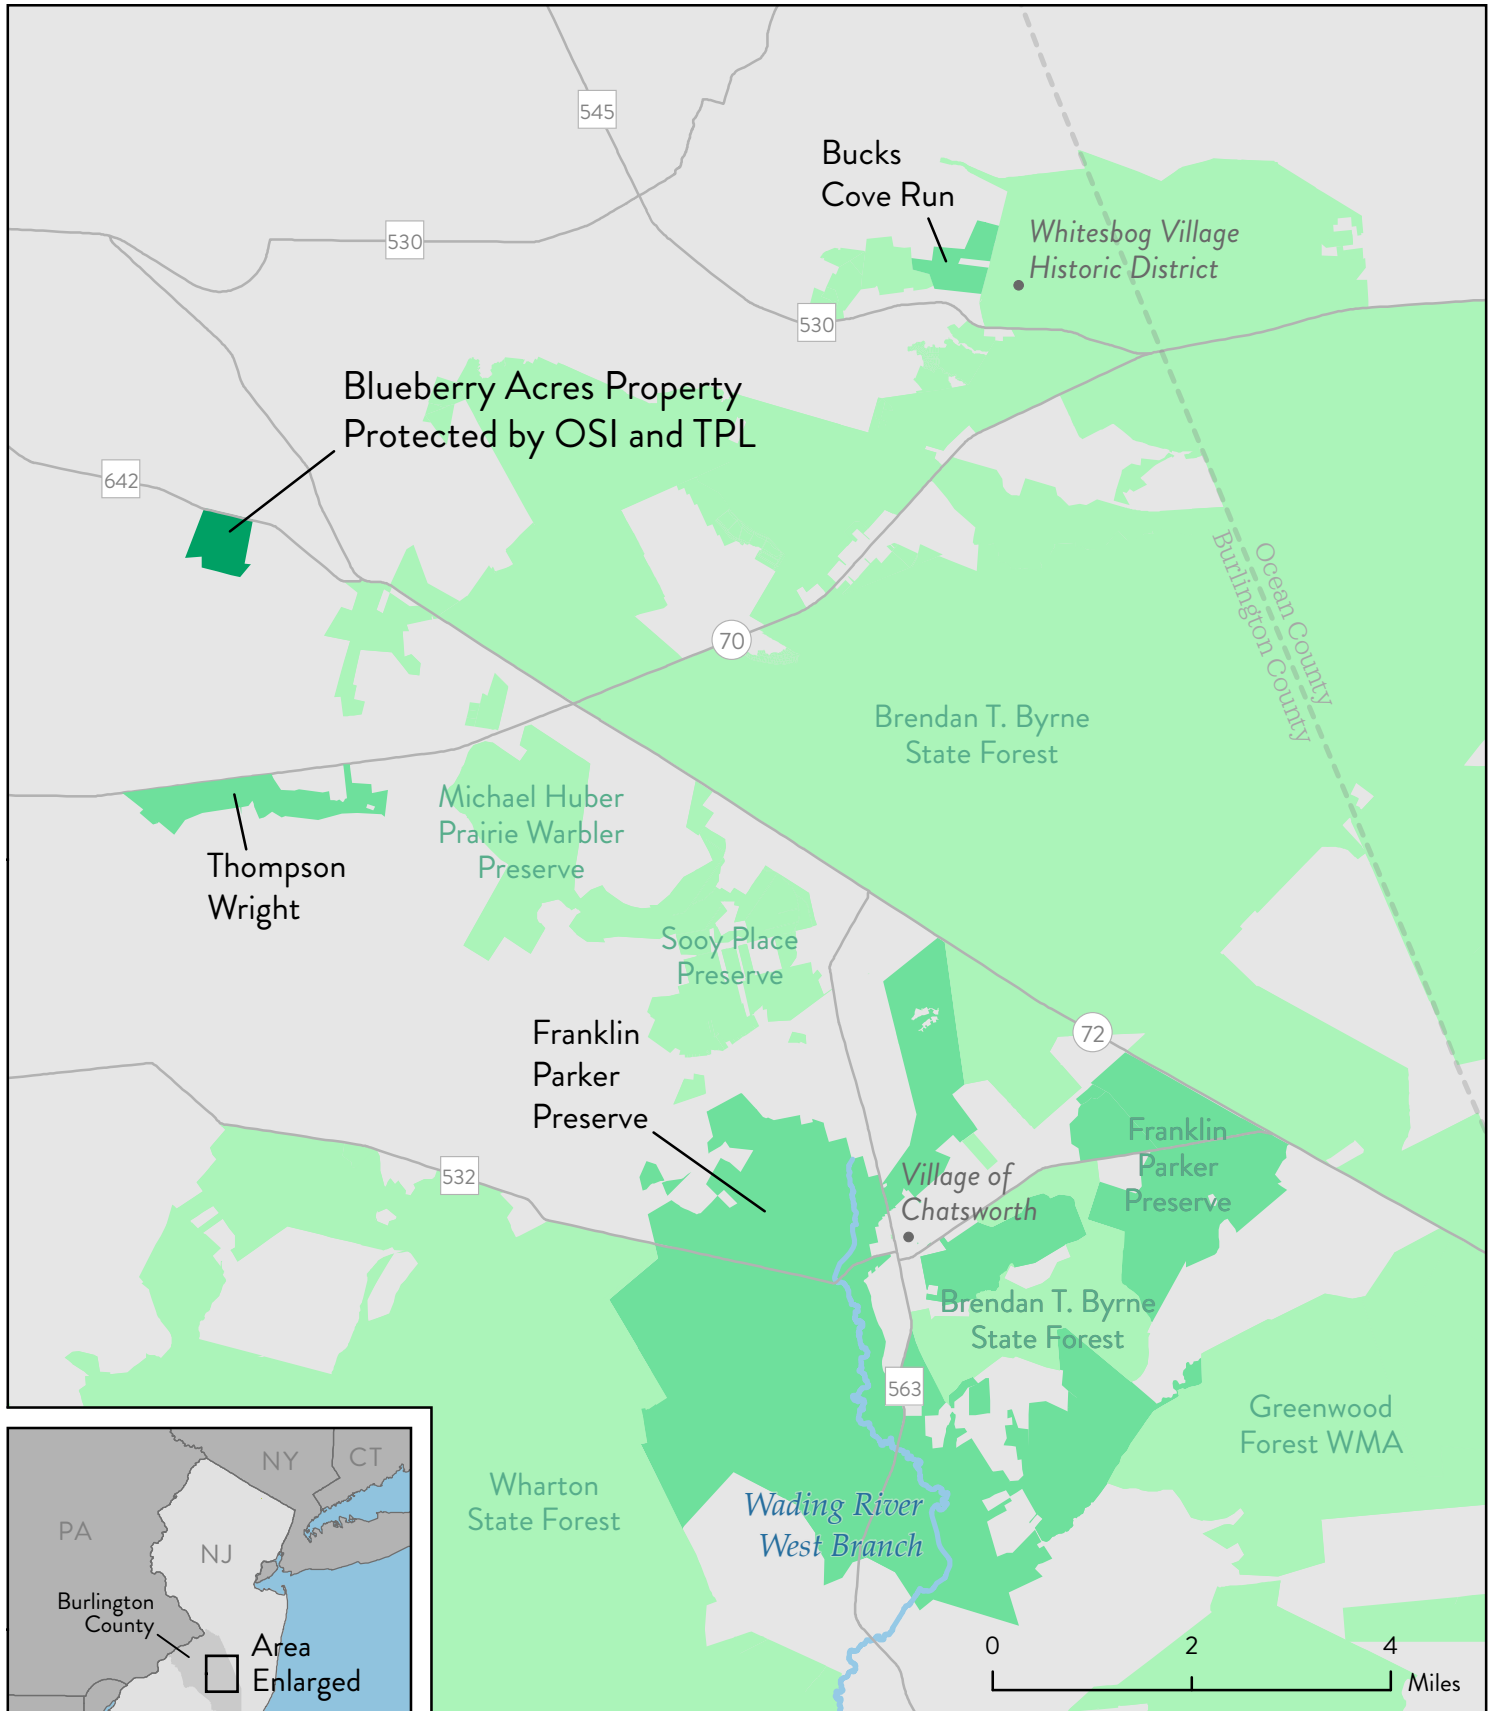 545
Bucks
Cove Run
Whitesbog Village
Historic District
530
530
Blueberry Acres Property
Protected by OSI and TPL
642
Ocean County
Burlington County
70
Brendan T. Byrne
State Forest
Michael Huber
Prairie Warbler
Preserve
Thompson
Wright
Sooy Place
Preserve
Franklin
Parker
Preserve
72
Franklin
Parker
Preserve
532
Village of
Chatsworth
Brendan T. Byrne
State Forest
563
Greenwood
Forest WMA
Wharton
State Forest
Wading River
West Branch
NY
CT
PA
NJ
Burlington
County
Area
Enlarged
0 2 4
Miles